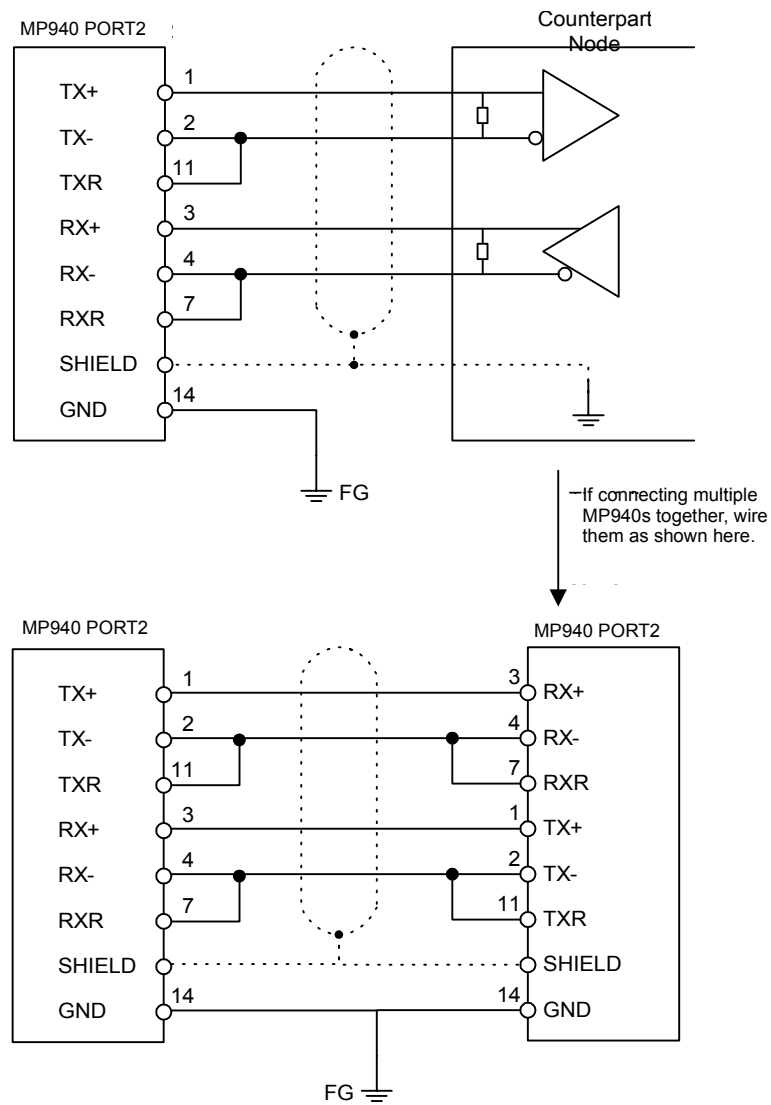 Counterpart
Node
MP940 PORT2
TX+ 1
TX- 2
TXR 11
RX+ 3
RX- 4
RXR 7
SHIELD
GND 14
FG
If connecting multiple
MP940s together, wire
them as shown here.
MP940 PORT2 MP940 PORT2
TX+ 1 3 RX+
TX- 2 4 RX-
TXR 11 7 RXR
RX+ 3 1 TX+
RX- 4 2 TX-
RXR 7 11 TXR
SHIELD SHIELD
GND 14 14 GND
FG